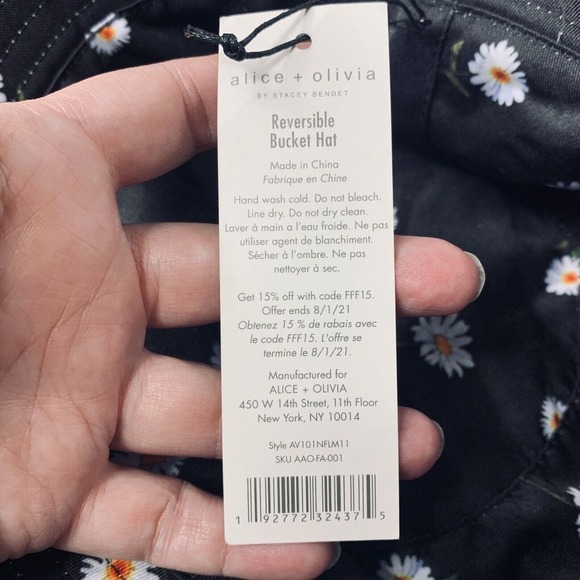 alice + olivia
BY STACEY BENDET
Reversible
Bucket Hat
Made in China
Fabrique en Chine
Hand wash cold. Do not bleach.
Line dry. Do not dry clean.
Laver à main a l'eau froide. Ne pas
utiliser agent de blanchiment.
Sécher à l'ombre. Ne pas
nettoyer à sec.
Get 15% off with code FFF15.
Offer ends 8/1/21
Obtenez 15 % de rabais avec
le code FFF15. L'offre se
termine le 8/1/21.
Manufactured for
ALICE + OLIVIA
450 W 14th Street, 11th Floor
New York, NY 10014
Style AV101NFLM11
SKU AAO-FA-001
1 92772 32437 5